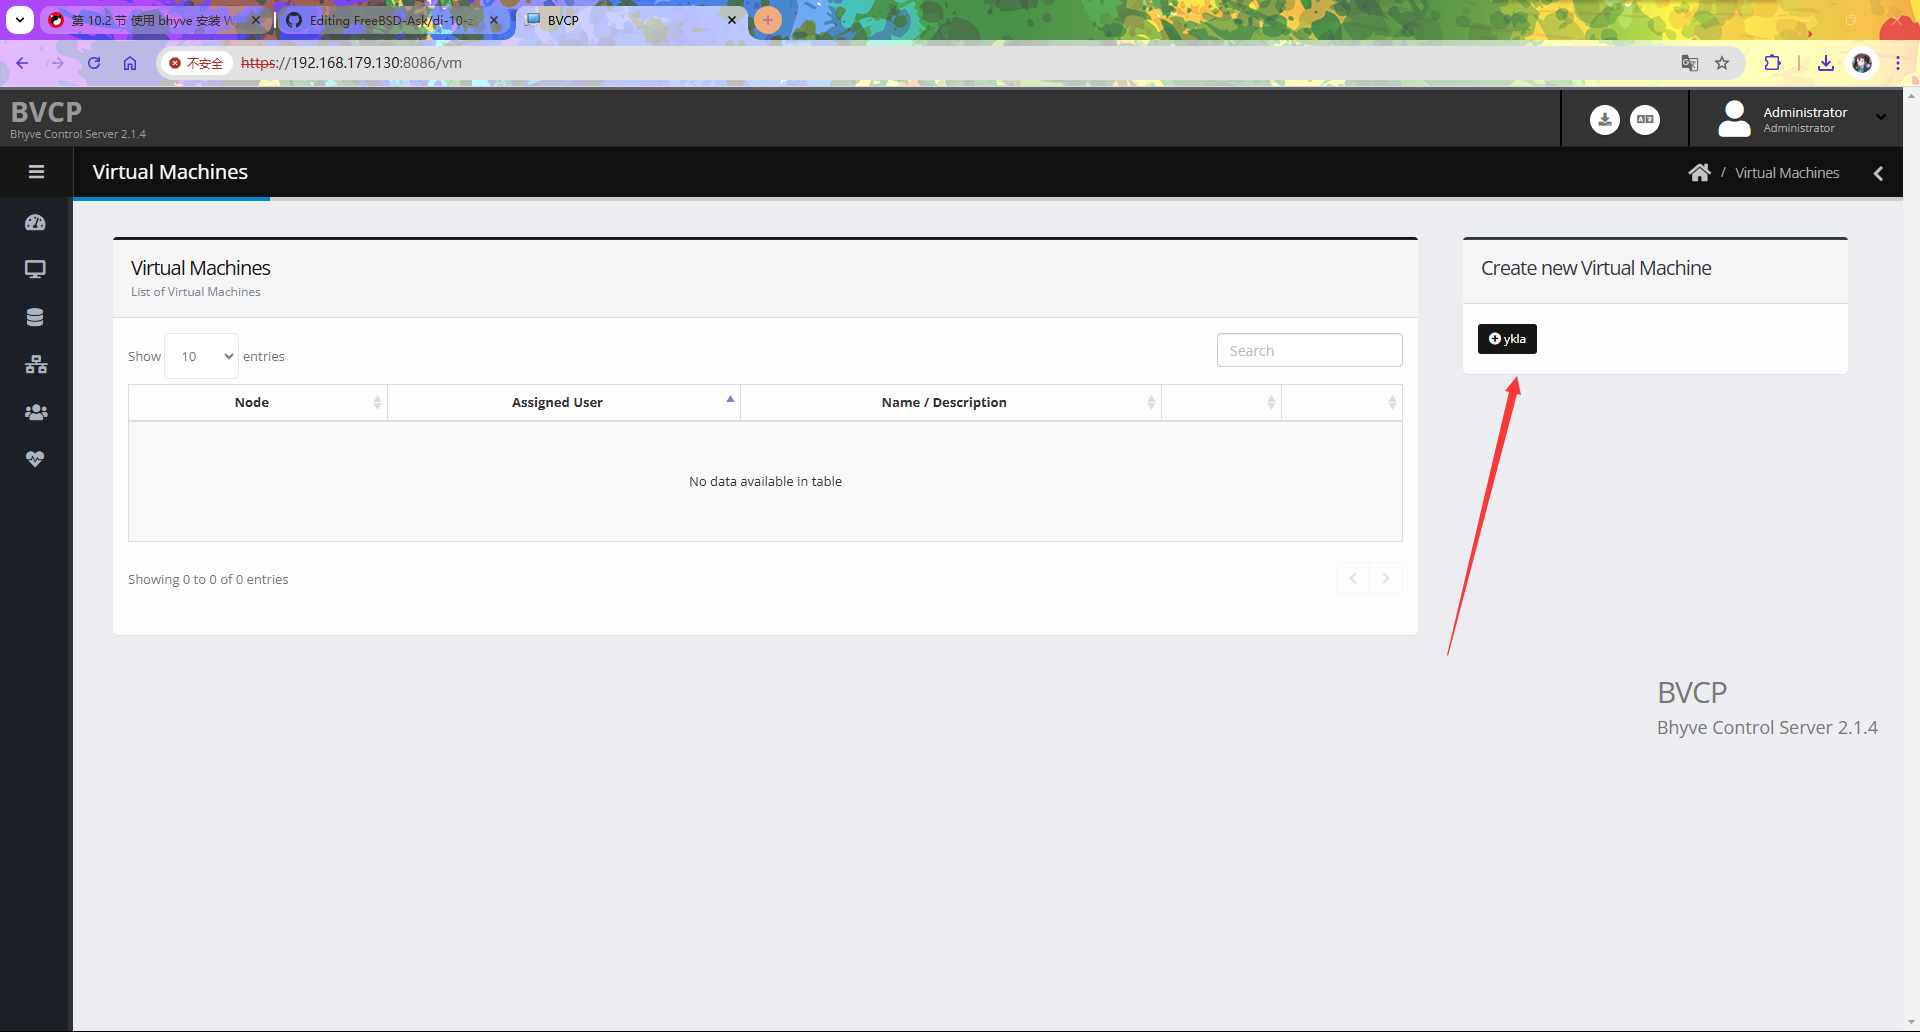 第 10.2 节 使用 bhyve 安装 W
Editing FreeBSD-Ask/di-10-z
BVCP
不安全
https://192.168.179.130:8086/vm
BVCP
Bhyve Control Server 2.1.4
Administrator
Administrator
Virtual Machines
/ Virtual Machines
Virtual Machines
List of Virtual Machines
Create new Virtual Machine
ykla
Show 10 entries
Search
Node Assigned User Name / Description
No data available in table
Showing 0 to 0 of 0 entries
BVCP
Bhyve Control Server 2.1.4